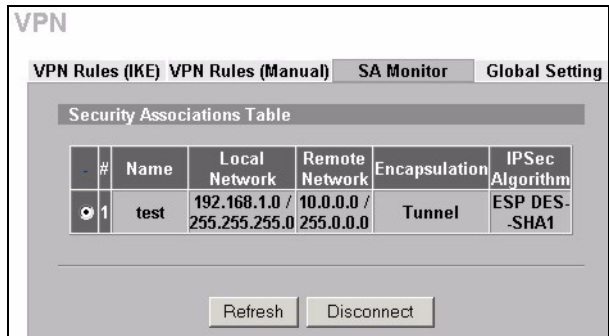 VPN
VPN Rules (IKE) VPN Rules (Manual) SA Monitor Global Setting
Security Associations Table
- # Name Local Network Remote Network Encapsulation IPSec Algorithm
1 test 192.168.1.0 / 255.255.255.0 10.0.0.0 / 255.0.0.0 Tunnel ESP DES--SHA1
Refresh Disconnect